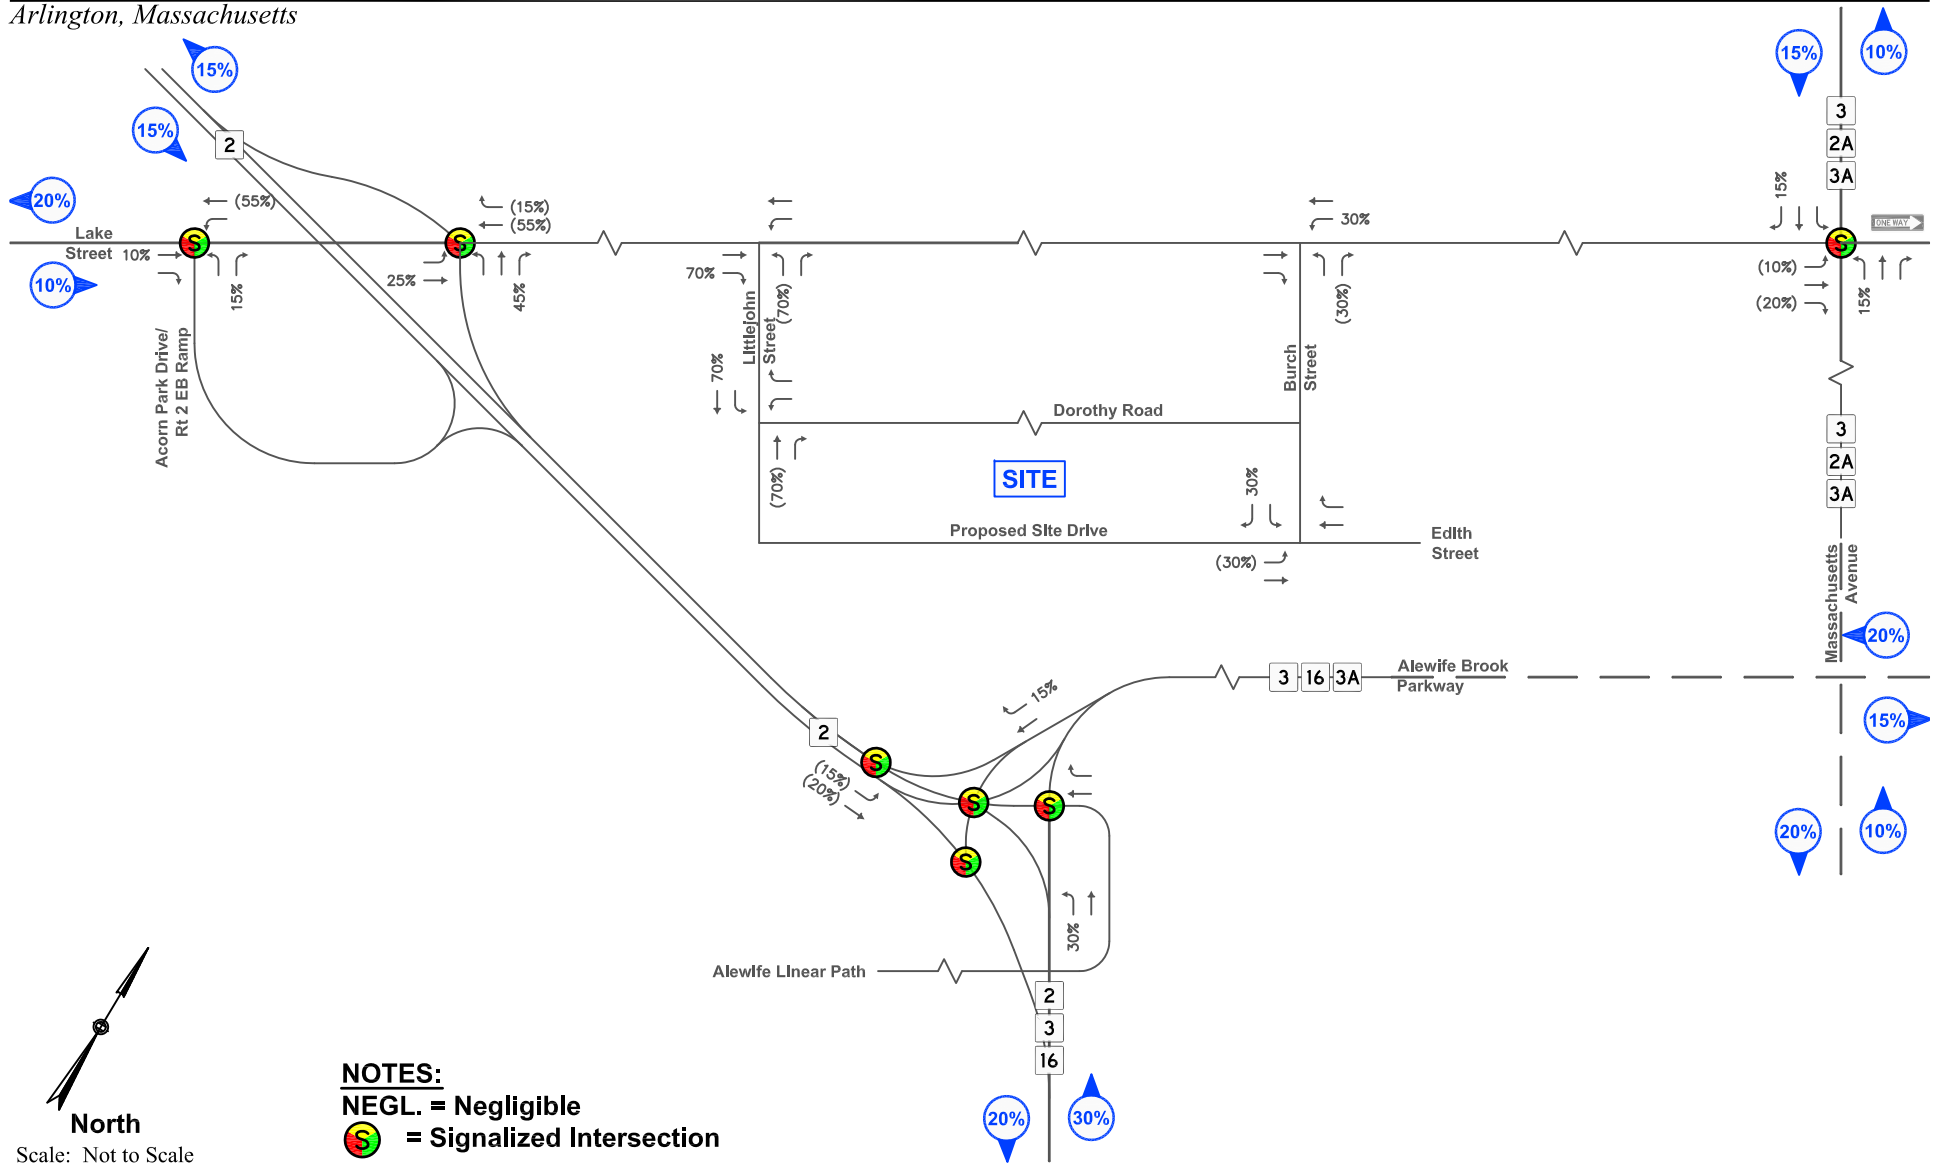 Arlington, Massachusetts
15%
15%
10%
15%
2
3
2A
3A
20%
(55%)
(15%)
(55%)
30%
15%
ONE WAY
Lake
Street
10%
25%
70%
(10%)
(20%)
10%
15%
45%
(70%)
(30%)
15%
Acorn Park Drive/
Rt 2 EB Ramp
Littlejohn
Street
70%
Burch
Street
Dorothy Road
3
2A
3A
SITE
(70%)
30%
Proposed Site Drive
Edith
Street
(30%)
Massachusetts
Avenue
20%
3 16 3A
Alewife Brook
Parkway
15%
15%
2
(15%)
(20%)
S
S
S
S
S
S
S
20%
10%
30%
Alewife Linear Path
2
3
16
20%
30%
North
Scale: Not to Scale
NOTES:
NEGL. = Negligible
S = Signalized Intersection